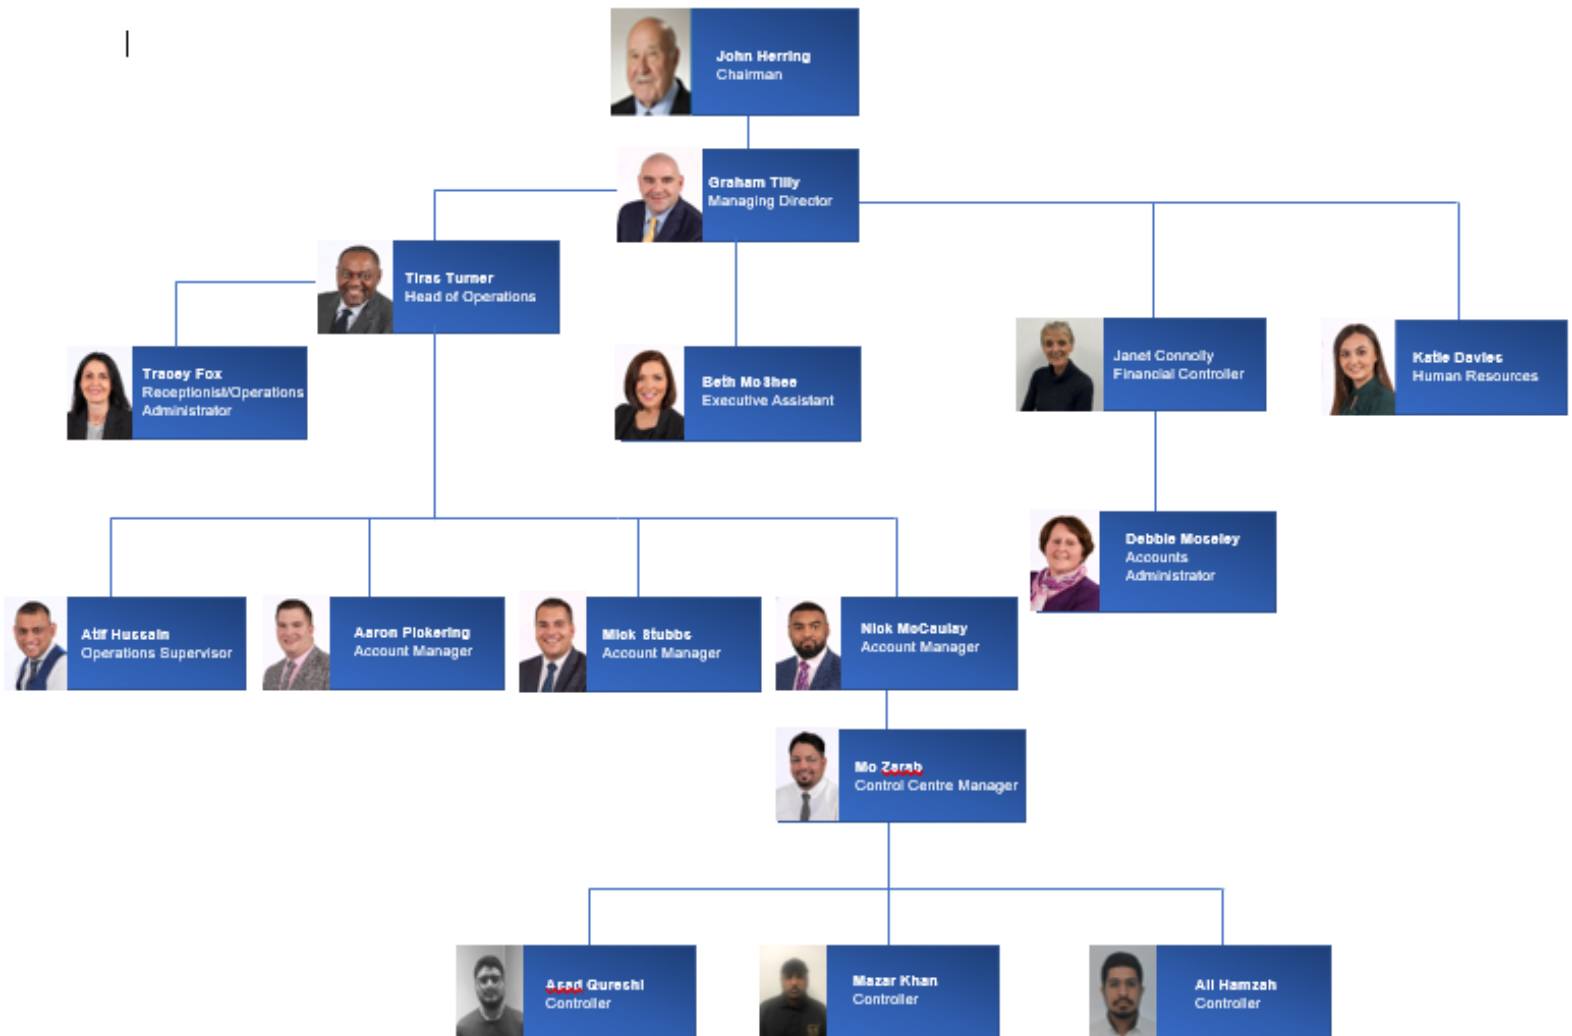 John Herring
Chairman
Graham Tilly
Managing Director
Tiras Turner
Head of Operations
Tracey Fox
Receptionist/Operations
Administrator
Beth McShee
Executive Assistant
Janet Connolly
Financial Controller
Katie Davies
Human Resources
Debbie Moseley
Accounts
Administrator
Atif Hussain
Operations Supervisor
Aaron Pickering
Account Manager
Mick Stubbs
Account Manager
Nick McCaulay
Account Manager
Mo Zarab
Control Centre Manager
Asad Qureshi
Controller
Mazar Khan
Controller
Ali Hamzah
Controller